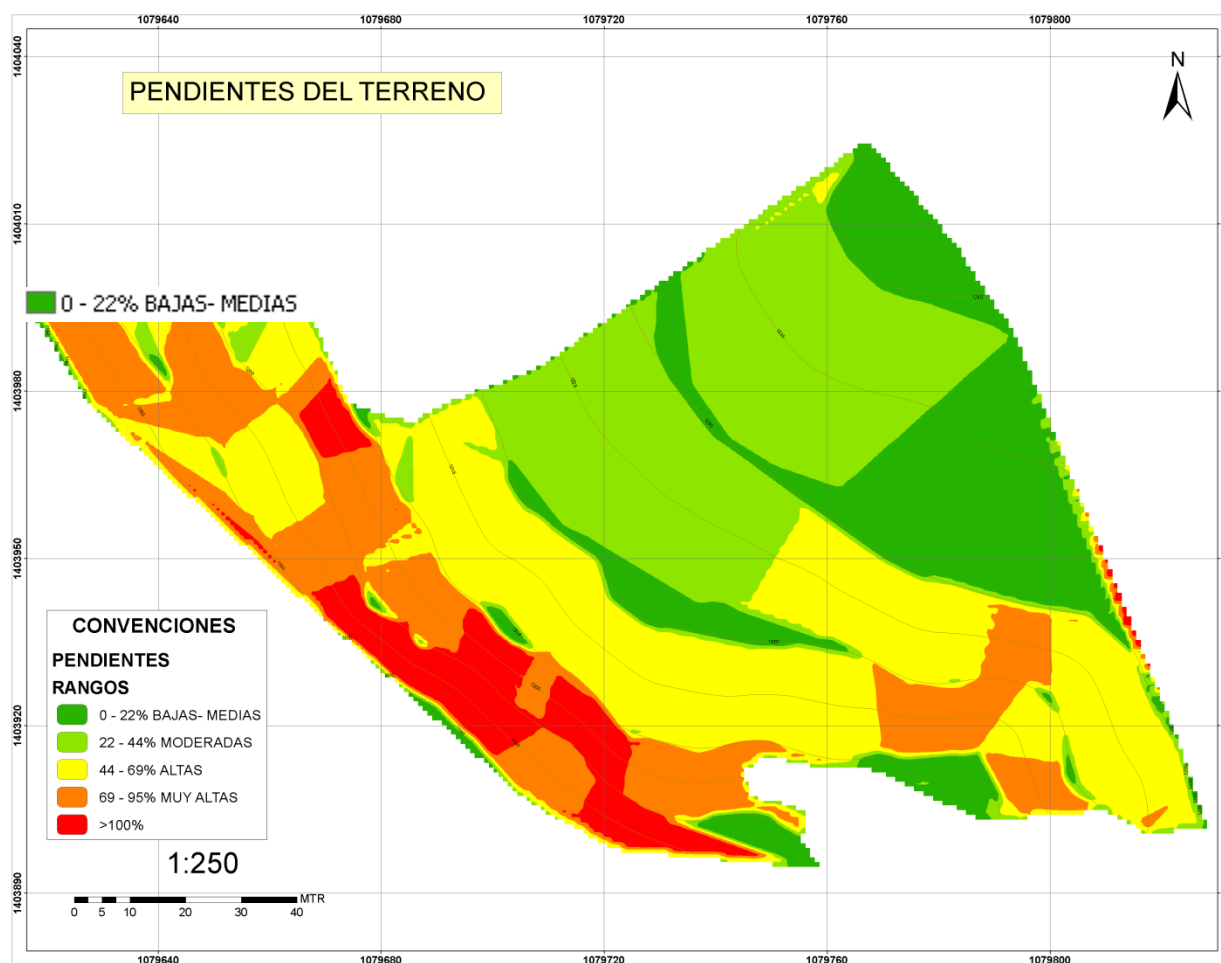 1079640 1079680 1079720 1079760 1079800
1404040
PENDIENTES DEL TERRENO
N
1404010
0 - 22% BAJAS- MEDIAS
1403980
1403950
CONVENCIONES
PENDIENTES
RANGOS
0 - 22% BAJAS- MEDIAS
22 - 44% MODERADAS
44 - 69% ALTAS
69 - 95% MUY ALTAS
>100%
1403920
1:250
1403890
MTR
0 5 10 20 30 40
1079640 1079680 1079720 1079760 1079800